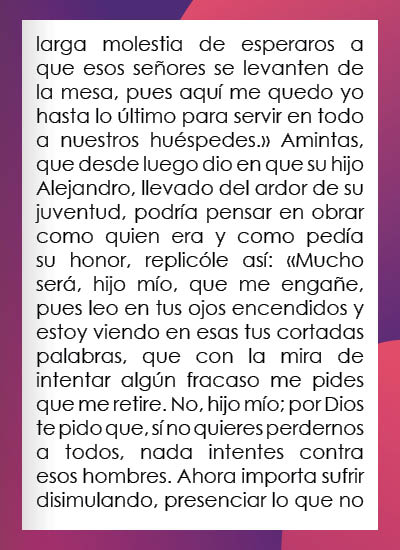 larga molestia de esperaros a
que esos señores se levanten de
la mesa, pues aquí me quedo yo
hasta lo último para servir en todo
a nuestros huéspedes.» Amintas,
que desde luego dio en que su hijo
Alejandro, llevado del ardor de su
juventud, podría pensar en obrar
como quien era y como pedía
su honor, replicóle así: «Mucho
será, hijo mío, que me engañe,
pues leo en tus ojos encendidos y
estoy viendo en esas tus cortadas
palabras, que con la mira de
intentar algún fracaso me pides
que me retire. No, hijo mío; por Dios
te pido que, sí no quieres perdernos
a todos, nada intentes contra
esos hombres. Ahora importa sufrir
disimulando, presenciar lo que no